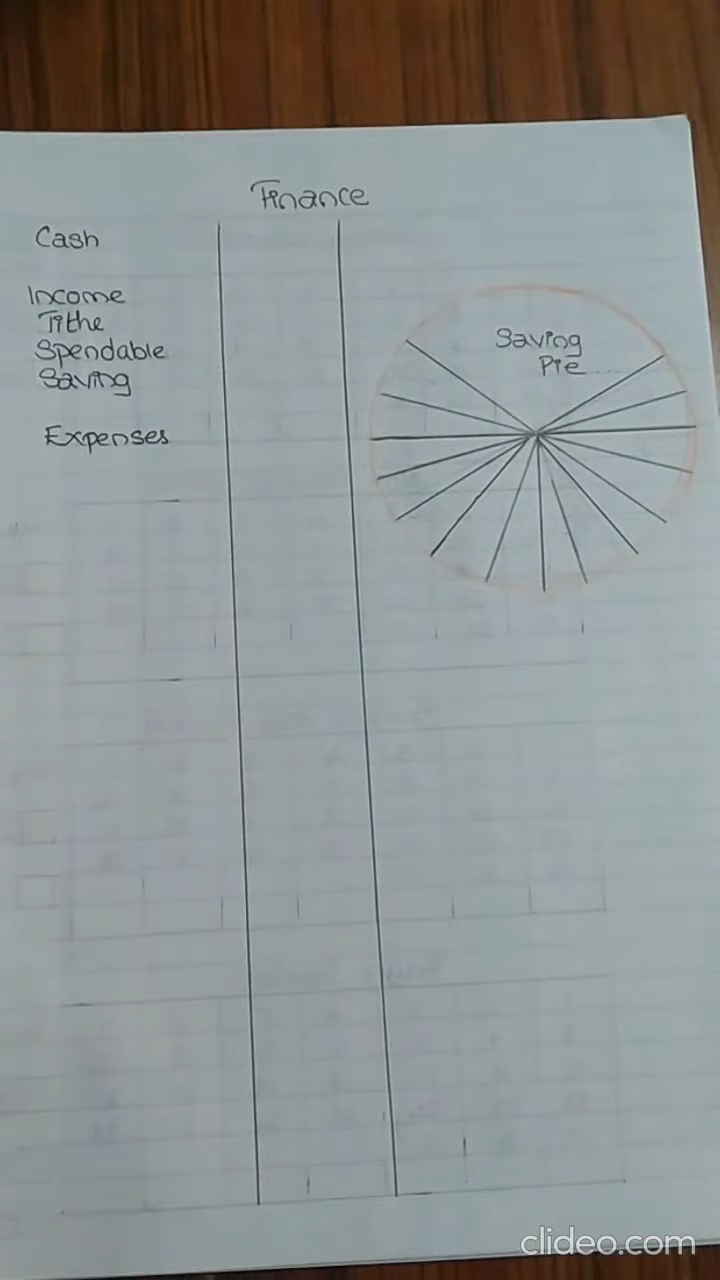 Finance
Cash
Income
Tithe
Spendable
Saving
Expenses
Saving
Pie
clideo.com